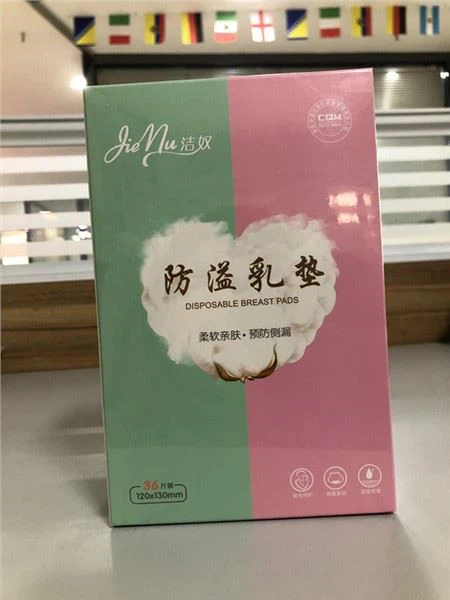 JieNu洁奴
CQM
防溢乳垫
DISPOSABLE BREAST PADS
柔软亲肤·预防侧漏
36片装
120x130mm